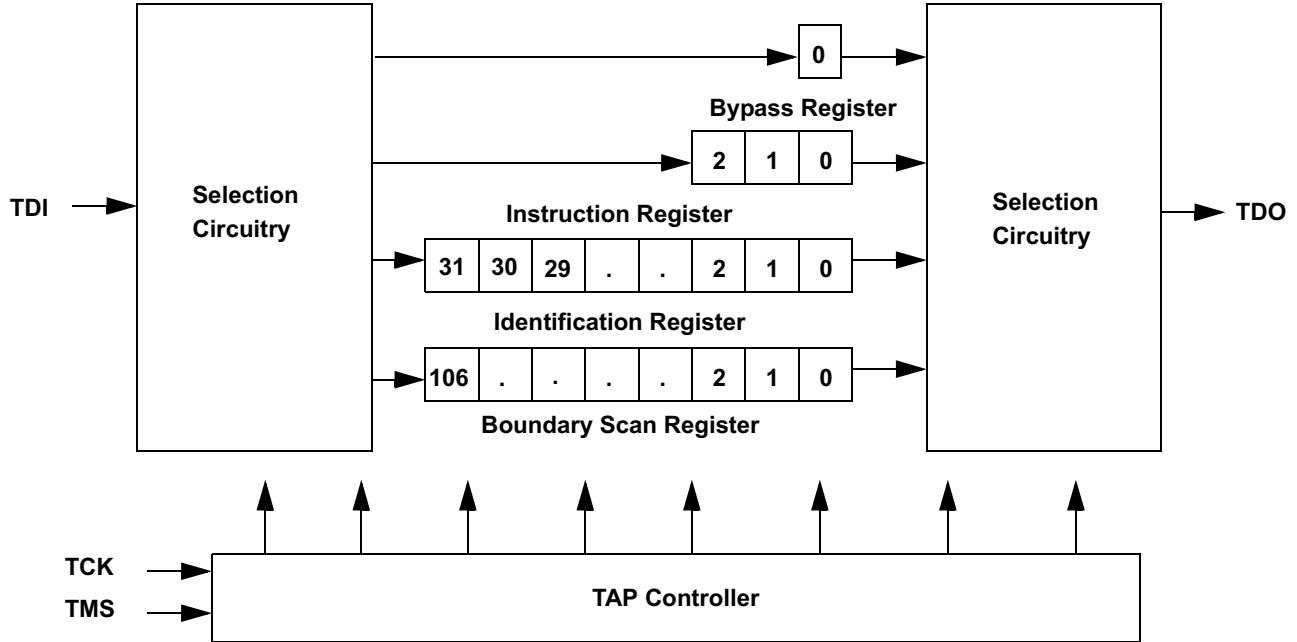 0
Bypass Register
2 1 0
TDI
Selection
Circuitry
Selection
Circuitry
TDO
Instruction Register
31 30 29 . . 2 1 0
Identification Register
106 . . . . 2 1 0
Boundary Scan Register
TCK
TMS
TAP Controller